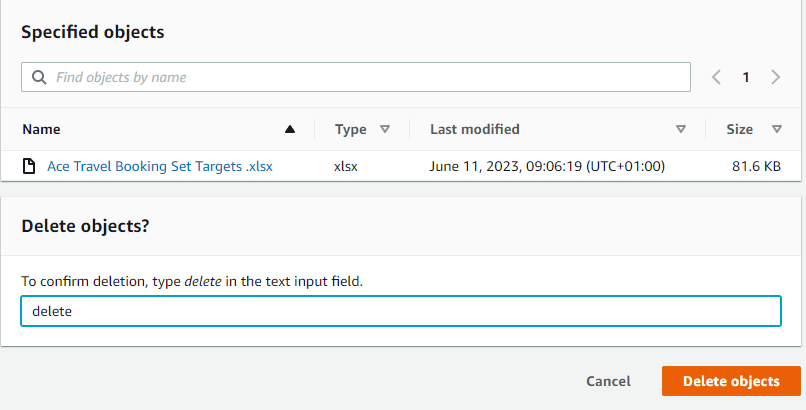 Specified objects
Find objects by name
1
Name Type Last modified Size
Ace Travel Booking Set Targets .xlsx xlsx June 11, 2023, 09:06:19 (UTC+01:00) 81.6 KB
Delete objects?
To confirm deletion, type delete in the text input field.
delete
Cancel Delete objects